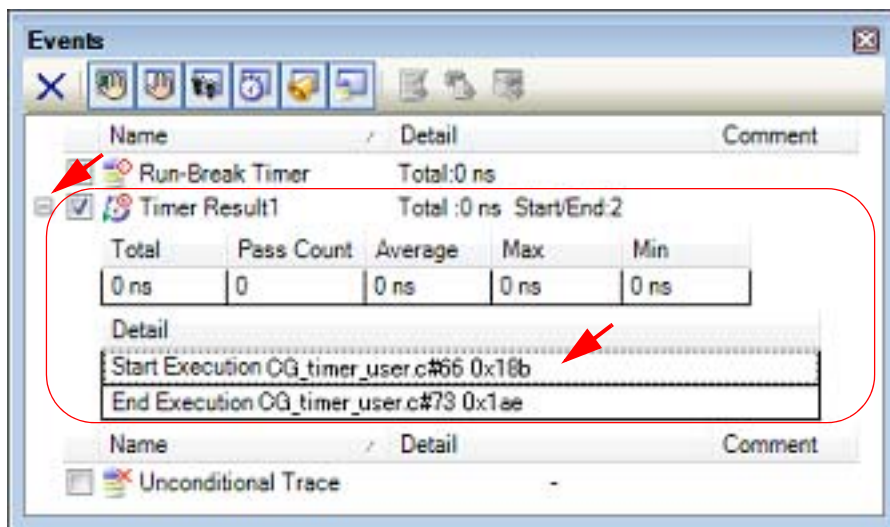 Events
Name Detail Comment
Run-Break Timer Total:0 ns
Timer Result1 Total :0 ns Start/End:2
Total Pass Count Average Max Min
0 ns 0 0 ns 0 ns 0 ns
Detail
Start Execution CG_timer_user.c#66 0x18b
End Execution CG_timer_user.c#73 0x1ae
Name Detail Comment
Unconditional Trace -